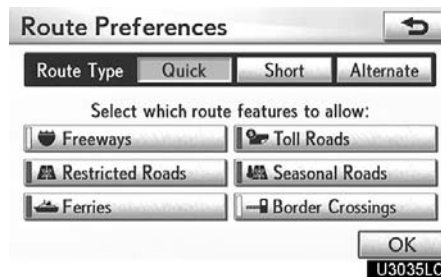 Route Preferences
Route Type Quick Short Alternate
Select which route features to allow:
Freeways Toll Roads
Restricted Roads Seasonal Roads
Ferries Border Crossings
OK
U3035LC